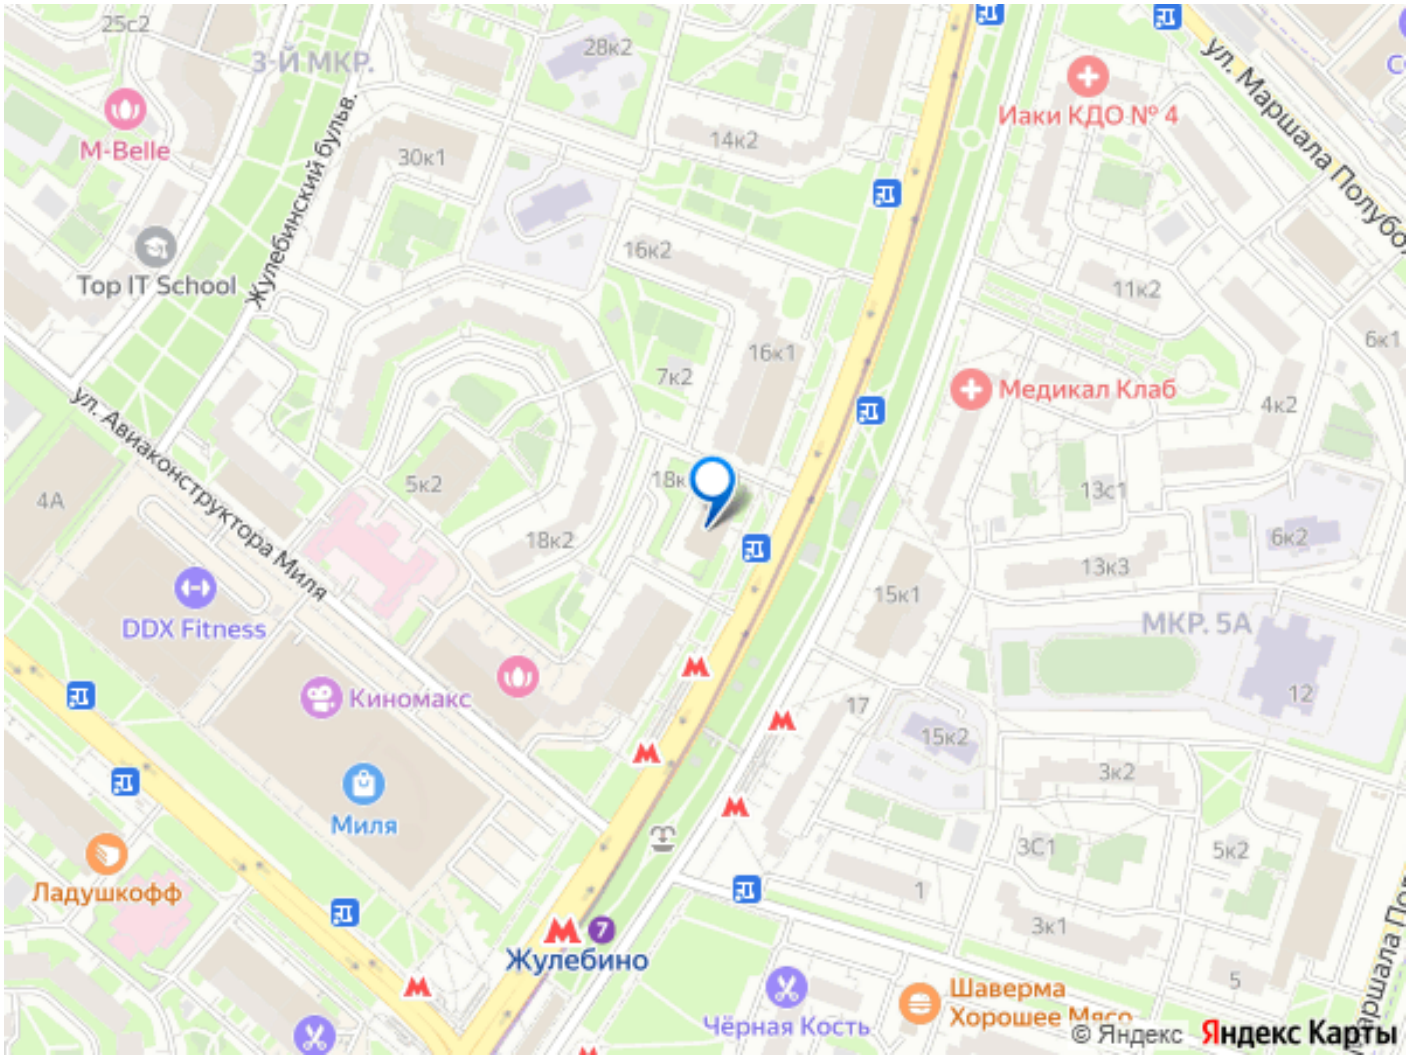 25с2
3-Й МКР.
28к2
ул. Маршала Полубо
Иаки КДО № 4
M-Belle
14к2
30к1
Жулебинский бульв.
Top IT School
16к2
11к2
16к1
6к1
7к2
Медикал Клаб
4к2
ул. Авиаконструктора Миля
4А
5к2
18к
13с1
18к2
6к2
13к3
15к1
DDX Fitness
МКР. 5А
Киномакс
17
12
15к2
3к2
Миля
3С1
5к2
Ладушкофф
1
3к1
7
Жулебино
5
Шаверма
Хорошее Мясо
Чёрная Кость
© Яндекс Яндекс Карты